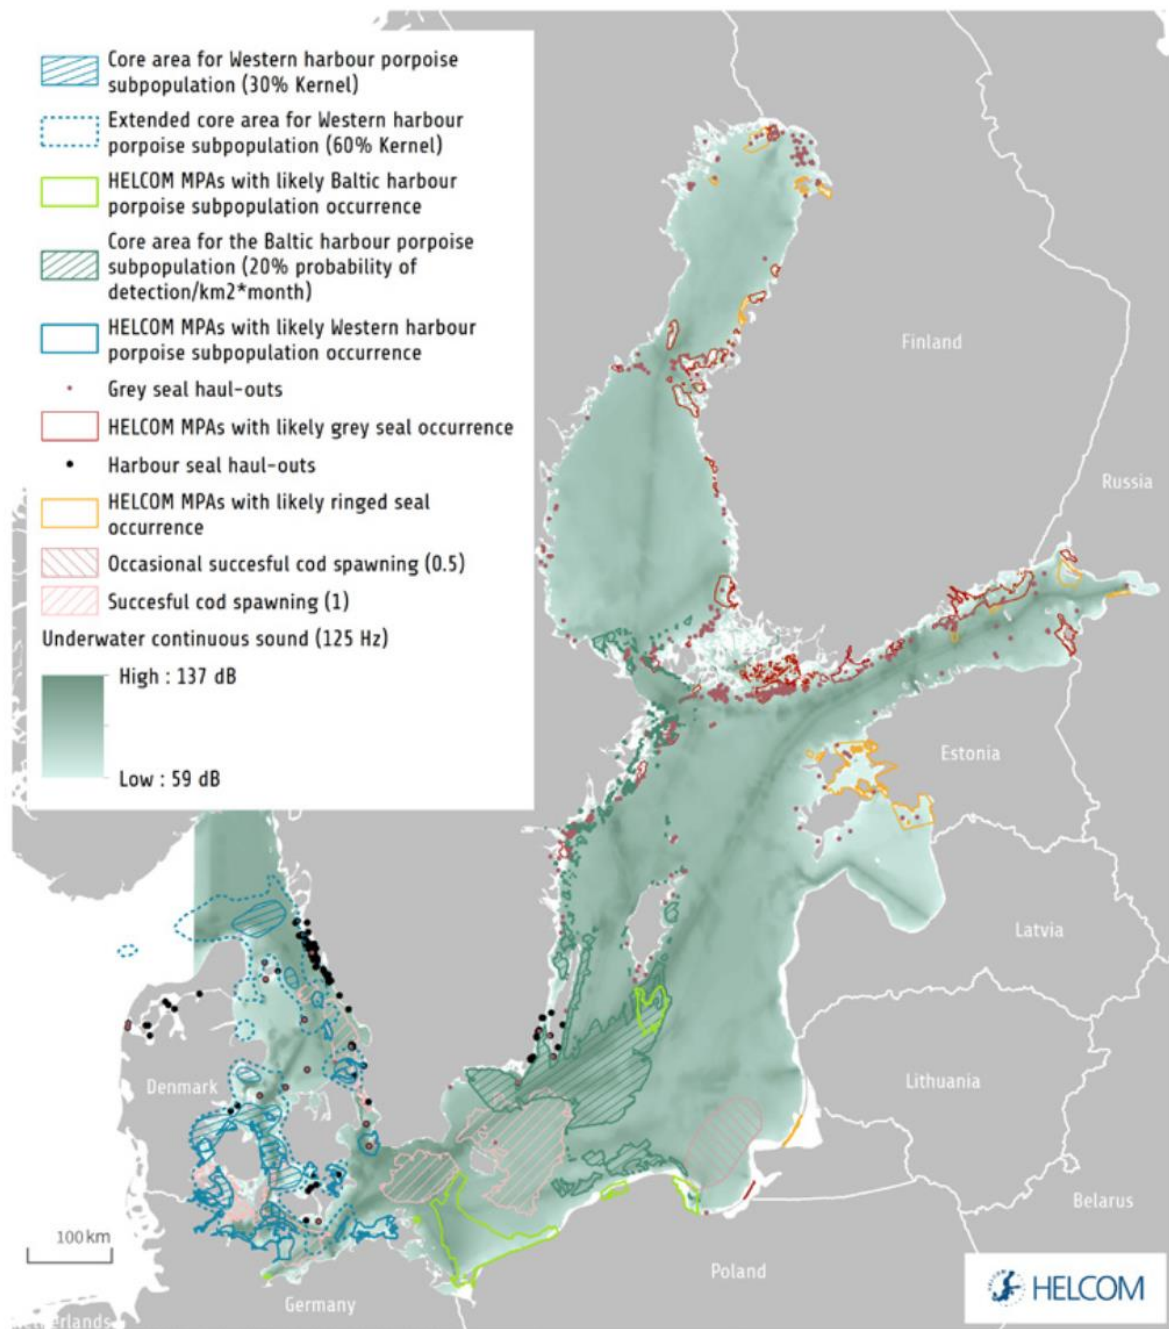 Core area for Western harbour porpoise
subpopulation (30% Kernel)
Extended core area for Western harbour
porpoise subpopulation (60% Kernel)
HELCOM MPAs with likely Baltic harbour
porpoise subpopulation occurrence
Core area for the Baltic harbour porpoise
subpopulation (20% probability of
detection/km2*month)
HELCOM MPAs with likely Western harbour
porpoise subpopulation occurrence
Grey seal haul-outs
HELCOM MPAs with likely grey seal occurrence
Harbour seal haul-outs
HELCOM MPAs with likely ringed seal
occurrence
Occasional succesful cod spawning (0.5)
Succesful cod spawning (1)
Underwater continuous sound (125 Hz)
High : 137 dB
Low : 59 dB
Finland
Russia
Estonia
Latvia
Lithuania
Denmark
Belarus
100 km
Poland
Germany
HELCOM